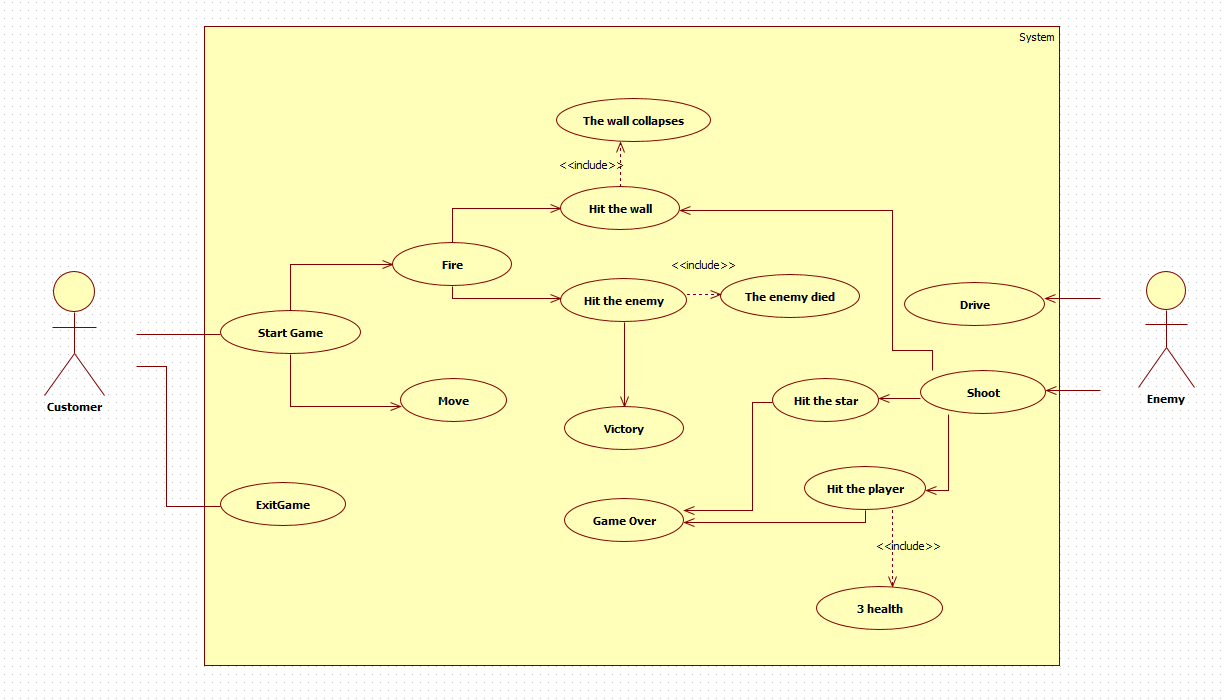 System
The wall collapses
<<include>>
Hit the wall
Fire
<<include>>
Hit the enemy
The enemy died
Drive
Start Game
Move
Hit the star
Shoot
Customer
Enemy
Victory
Hit the player
ExitGame
Game Over
<<include>>
3 health